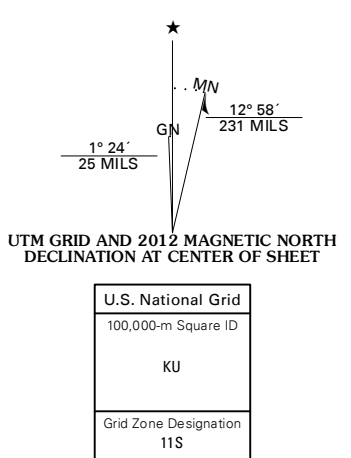 ★
MN
12° 58´
231 MILS
GN
1° 24´
25 MILS
UTM GRID AND 2012 MAGNETIC NORTH
DECLINATION AT CENTER OF SHEET
U.S. National Grid
100,000-m Square ID
KU
Grid Zone Designation
11S